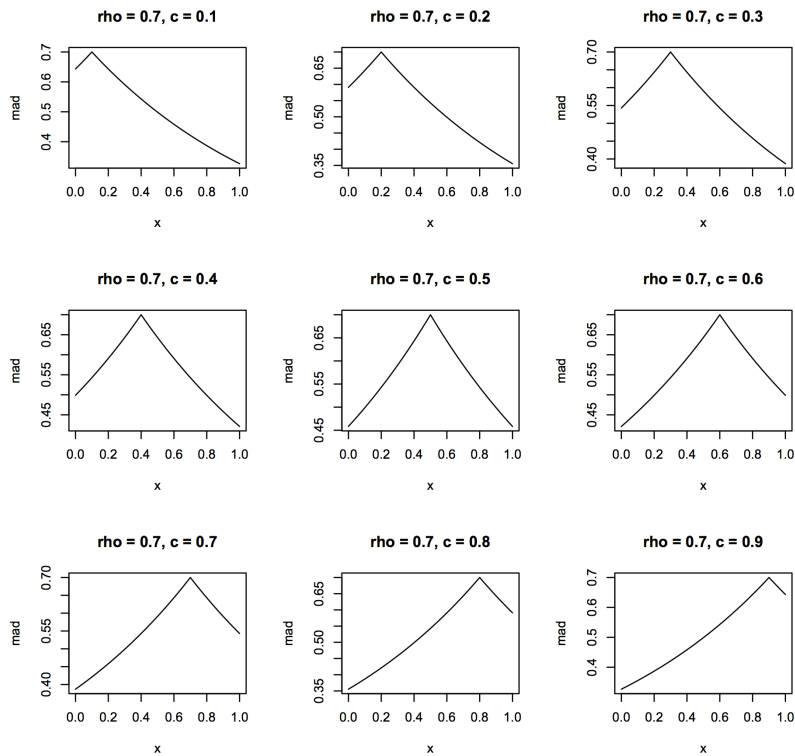 rho = 0.7, c = 0.1
mad
0.4 0.5 0.6 0.7
0.0 0.2 0.4 0.6 0.8 1.0
x
rho = 0.7, c = 0.2
mad
0.35 0.50 0.65
0.0 0.2 0.4 0.6 0.8 1.0
x
rho = 0.7, c = 0.3
mad
0.40 0.55 0.70
0.0 0.2 0.4 0.6 0.8 1.0
x
rho = 0.7, c = 0.4
mad
0.45 0.55 0.65
0.0 0.2 0.4 0.6 0.8 1.0
x
rho = 0.7, c = 0.5
mad
0.45 0.55 0.65
0.0 0.2 0.4 0.6 0.8 1.0
x
rho = 0.7, c = 0.6
mad
0.45 0.55 0.65
0.0 0.2 0.4 0.6 0.8 1.0
x
rho = 0.7, c = 0.7
mad
0.40 0.55 0.70
0.0 0.2 0.4 0.6 0.8 1.0
x
rho = 0.7, c = 0.8
mad
0.35 0.50 0.65
0.0 0.2 0.4 0.6 0.8 1.0
x
rho = 0.7, c = 0.9
mad
0.4 0.5 0.6 0.7
0.0 0.2 0.4 0.6 0.8 1.0
x